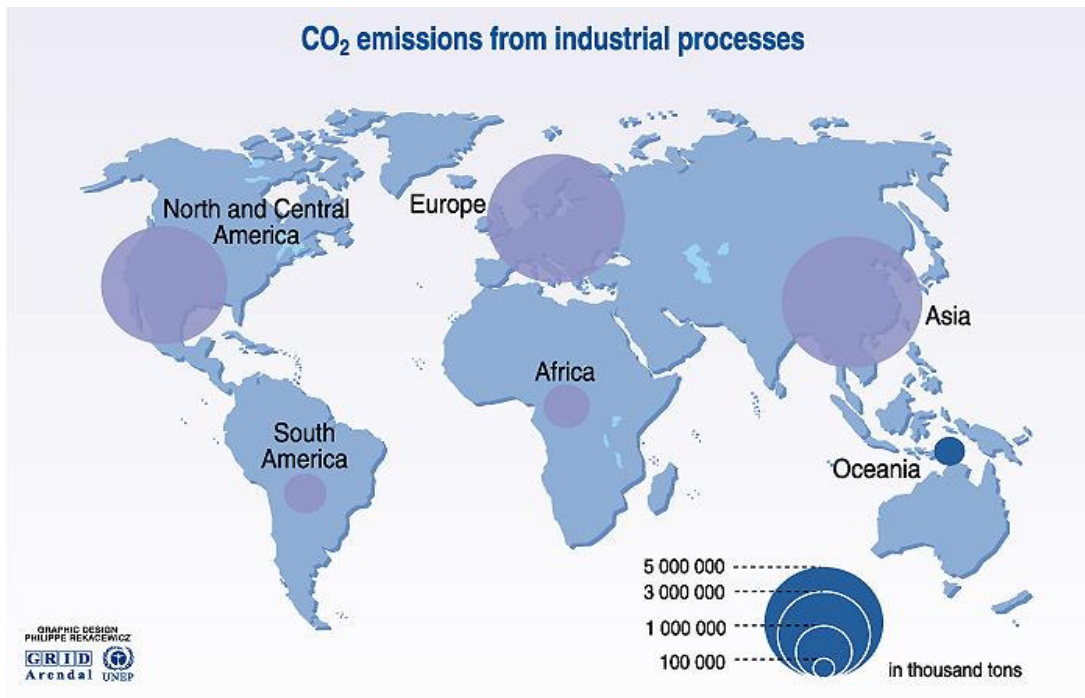 CO₂ emissions from industrial processes
North and Central
America
Europe
Asia
Africa
South
America
Oceania
5 000 000
3 000 000
1 000 000
100 000
in thousand tons
GRAPHIC DESIGN
PHILIPPE REKACEWICZ
GRID
Arendal
UNEP